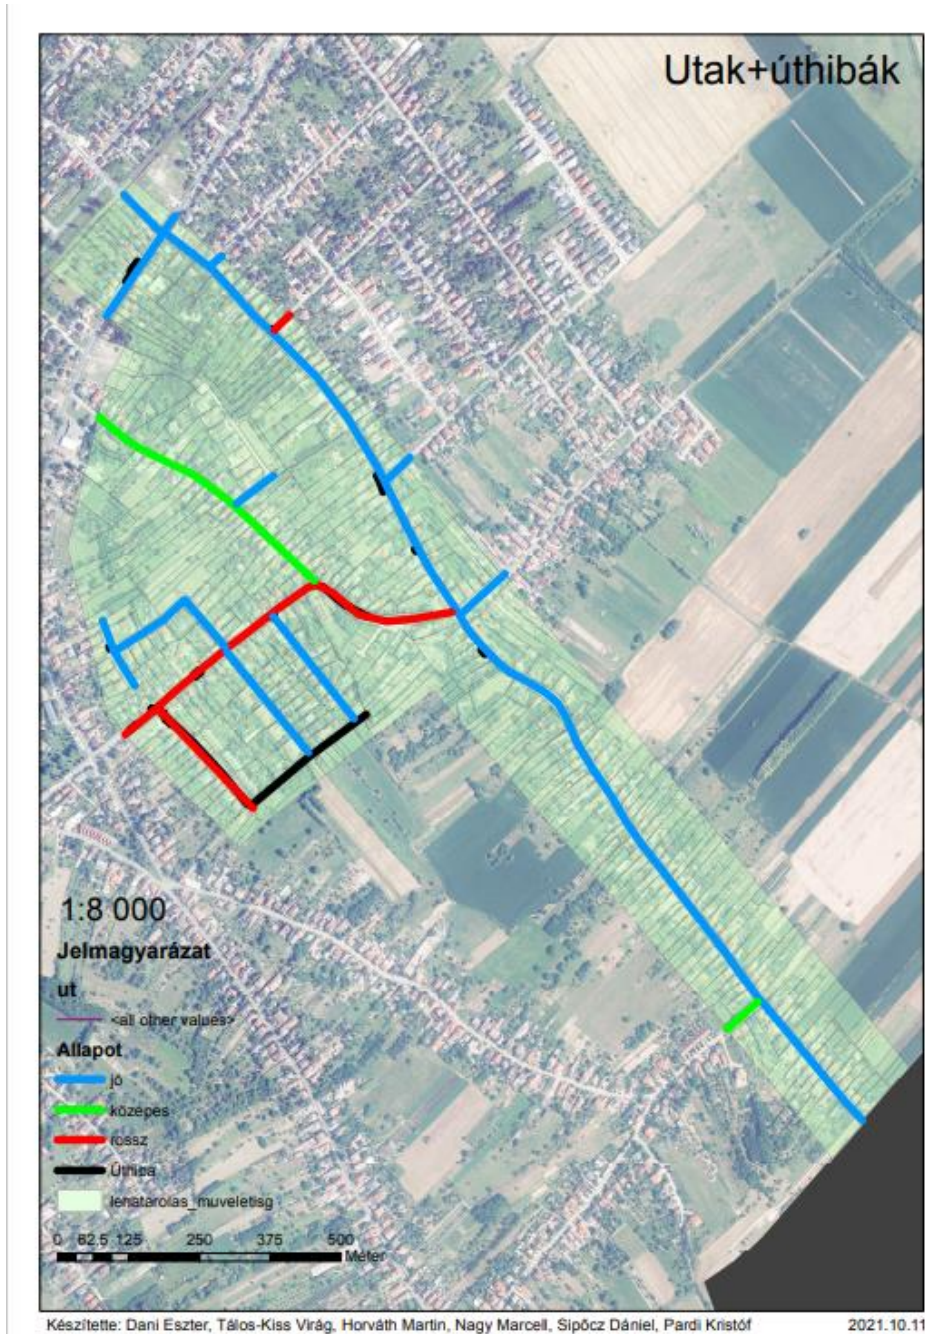 Utak+úthibák
1:8 000
Jelmagyarázat
ut
<all other values>
Allapot
jó
közepes
rossz
Úthiba
lehatarolas_muveletisg
0 62,5 125 250 375 500
Méter
Készítette: Dani Eszter, Tálos-Kiss Virág, Horváth Martin, Nagy Marcell, Sipőcz Dániel, Pardi Kristóf
2021.10.11